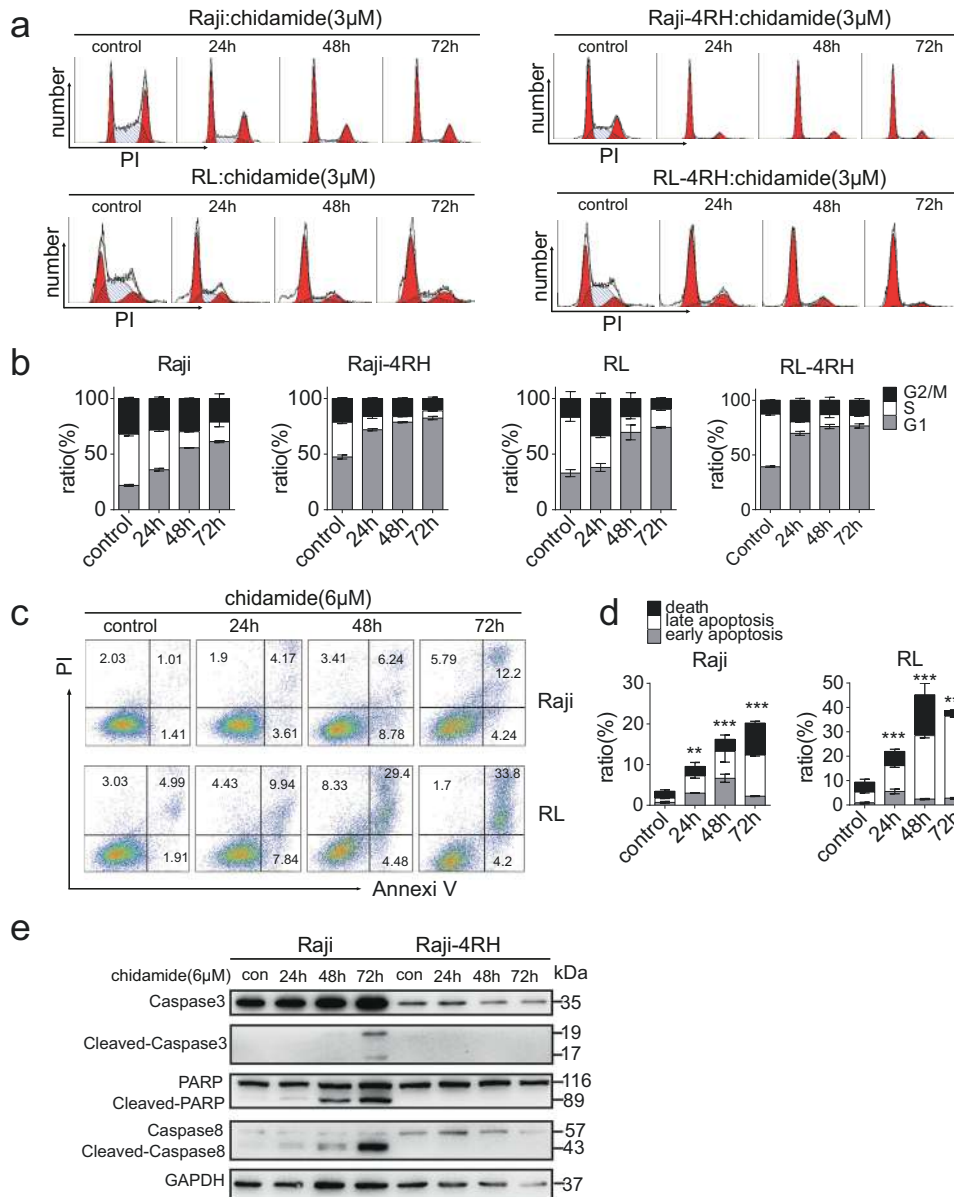 a
Raji:chidamide(3μM)
control 24h 48h 72h
number
PI
Raji-4RH:chidamide(3μM)
control 24h 48h 72h
number
PI
RL:chidamide(3μM)
control 24h 48h 72h
number
PI
RL-4RH:chidamide(3μM)
control 24h 48h 72h
number
PI
b
Raji
ratio(%)
100
50
0
control 24h 48h 72h
Raji-4RH
ratio(%)
100
50
0
control 24h 48h 72h
RL
ratio(%)
100
50
0
control 24h 48h 72h
RL-4RH
ratio(%)
100
50
0
Control 24h 48h 72h
G2/M
S
G1
c
chidamide(6μM)
control 24h 48h 72h
PI
2.03 1.01 1.9 4.17 3.41 6.24 5.79 12.2
Raji
1.41 3.61 8.78 4.24
3.03 4.99 4.43 9.94 8.33 29.4 1.7 33.8
RL
1.91 7.84 4.48 4.2
Annexi V
d
death
late apoptosis
early apoptosis
Raji
ratio(%)
30
20
10
0
** *** ***
control 24h 48h 72h
RL
ratio(%)
50
40
30
20
10
0
*** *** **
control 24h 48h 72h
e
Raji Raji-4RH
chidamide(6μM) con 24h 48h 72h con 24h 48h 72h kDa
Caspase3 35
19
Cleaved-Caspase3
17
PARP 116
Cleaved-PARP 89
Caspase8 57
Cleaved-Caspase8 43
GAPDH 37